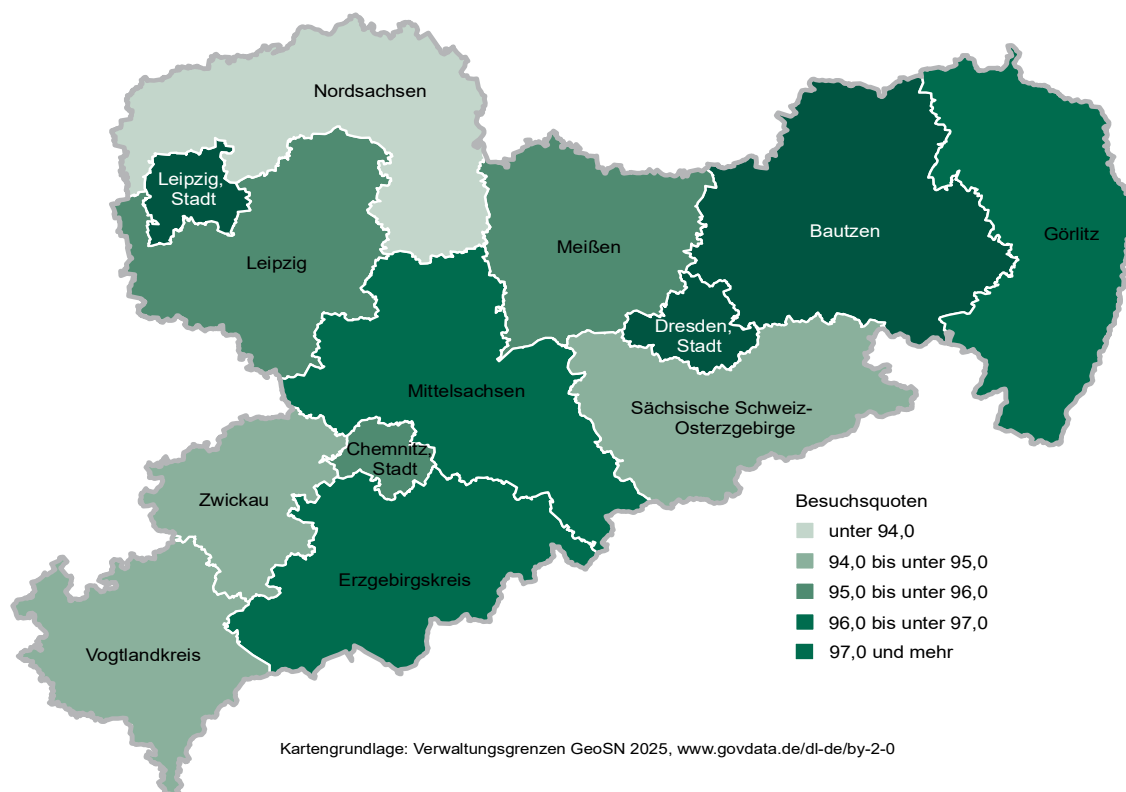 Nordsachsen
Leipzig,
Stadt
Leipzig
Meißen
Bautzen
Görlitz
Dresden,
Stadt
Mittelsachsen
Sächsische Schweiz-
Osterzgebirge
Chemnitz,
Stadt
Zwickau
Erzgebirgskreis
Vogtlandkreis
Besuchsquoten
unter 94,0
94,0 bis unter 95,0
95,0 bis unter 96,0
96,0 bis unter 97,0
97,0 und mehr
Kartengrundlage: Verwaltungsgrenzen GeoSN 2025, www.govdata.de/dl-de/by-2-0